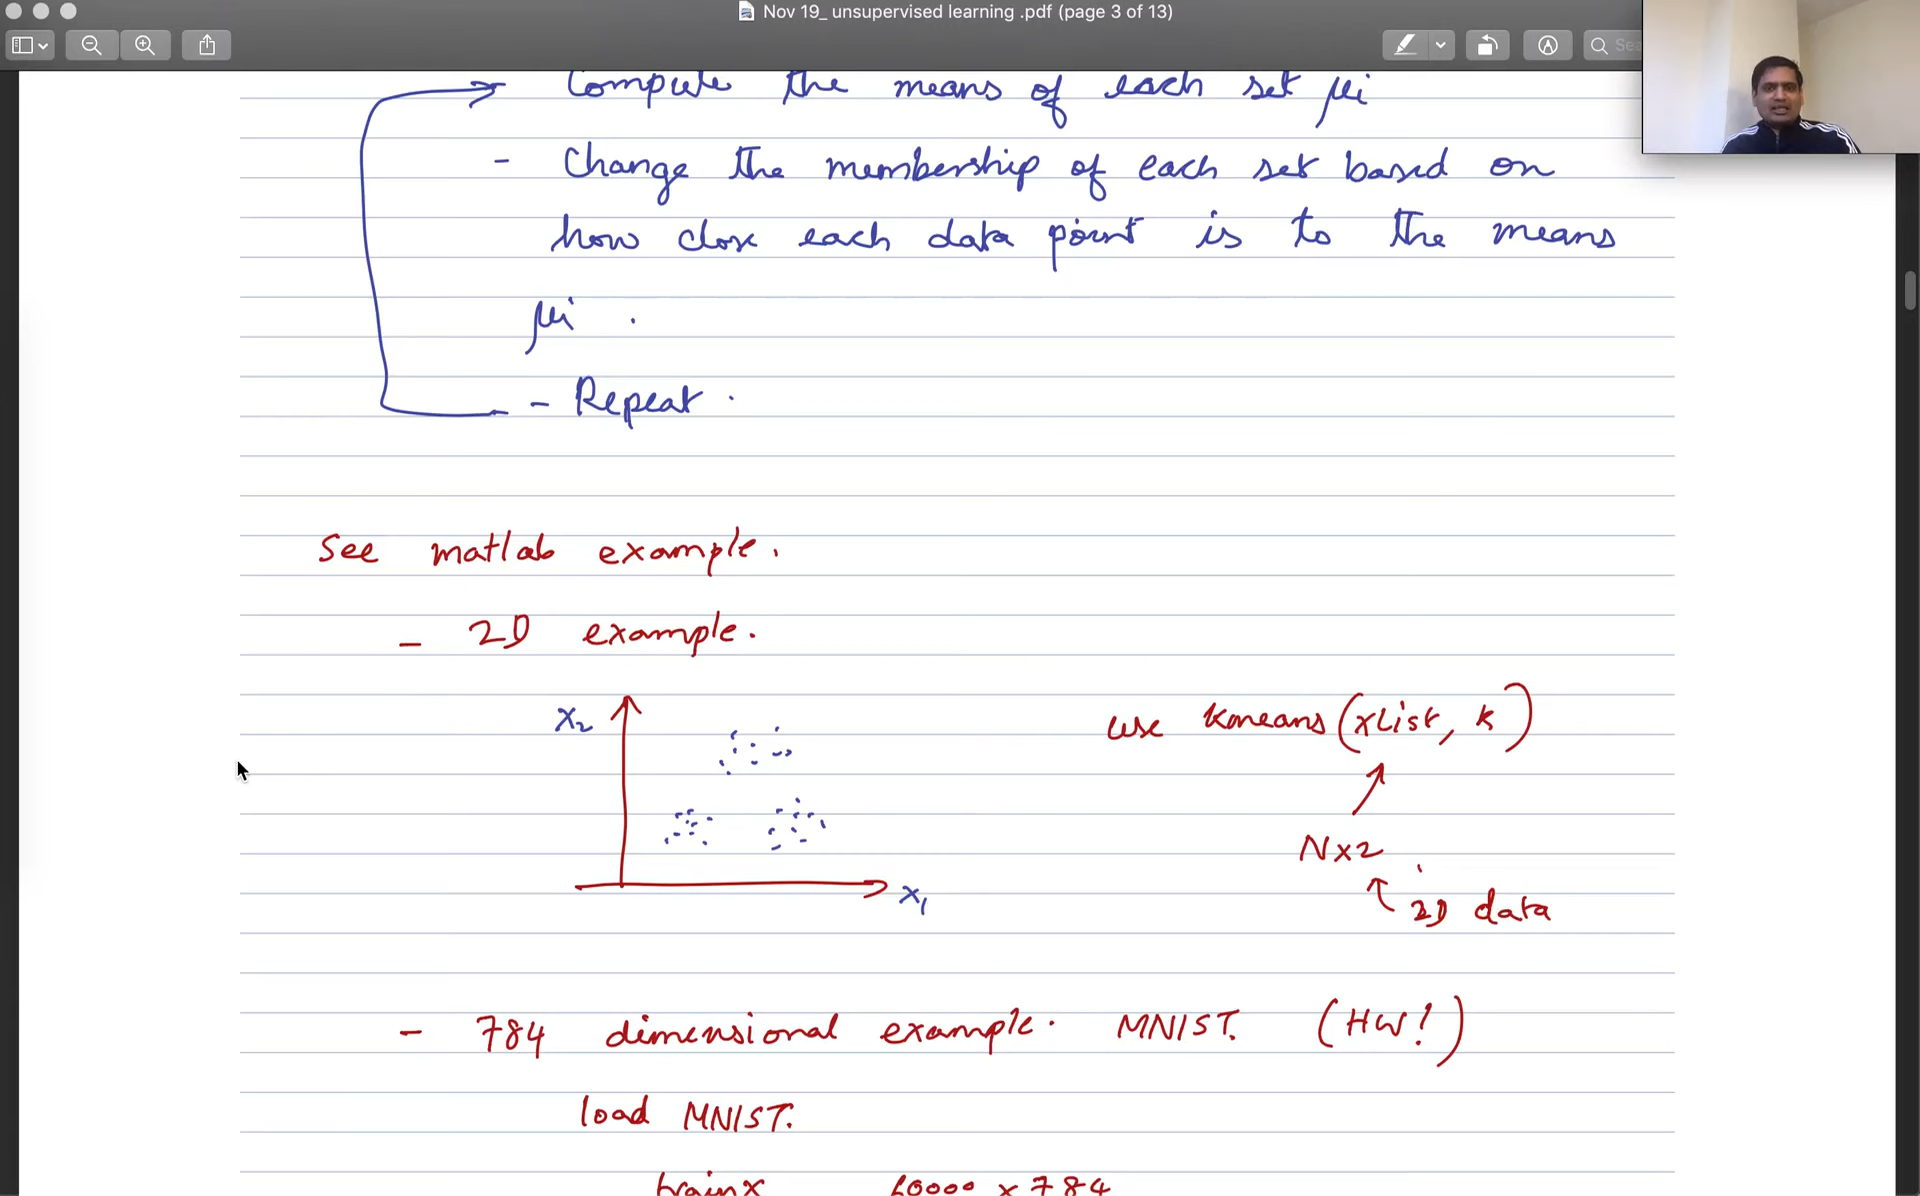 Nov 19_ unsupervised learning .pdf (page 3 of 13)
Sea
Compute the means of each set μi
- Change the membership of each set based on
how close each data point is to the means
μi .
- Repeat .
See matlab example.
- 2D example.
x2
x1
use kmeans (xList, k)
Nx2
2D data
- 784 dimensional example. MNIST. (HW!)
load MNIST.
trainX 60000 x 784